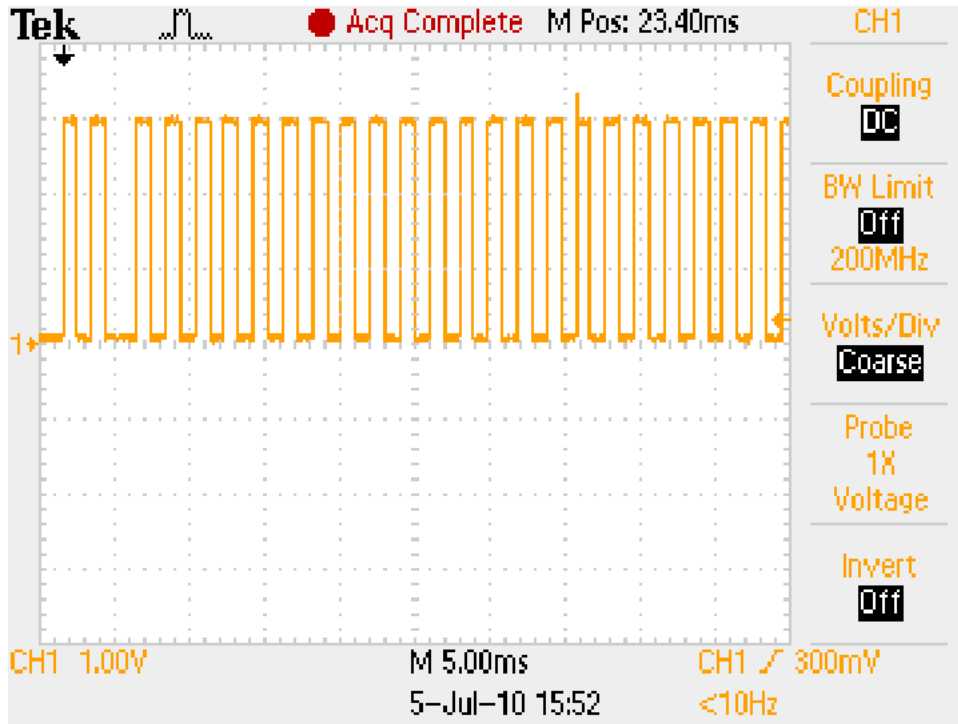 Tek Acq Complete M Pos: 23.40ms CH1
Coupling
DC
BW Limit
Off
200MHz
1
Volts/Div
Coarse
Probe
1X
Voltage
Invert
Off
CH1 1.00V M 5.00ms CH1 300mV
5-Jul-10 15:52 <10Hz